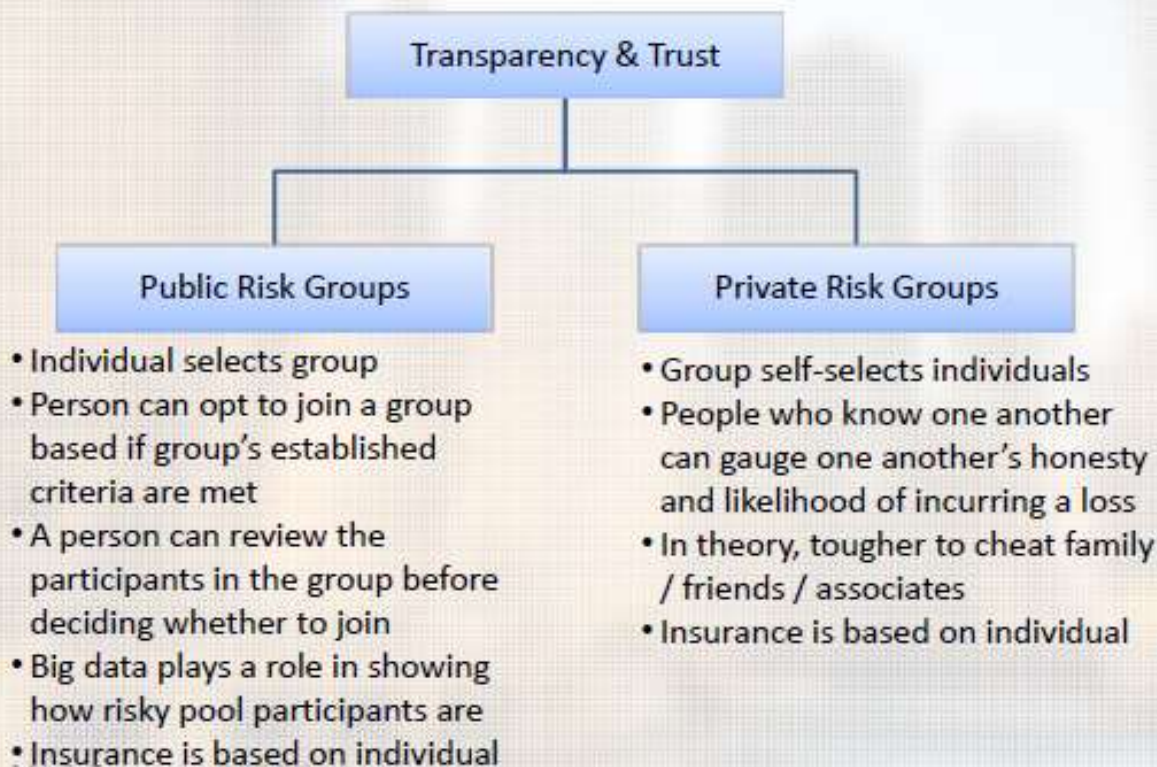 Transparency & Trust
Public Risk Groups
• Individual selects group
• Person can opt to join a group
based if group's established
criteria are met
• A person can review the
participants in the group before
deciding whether to join
• Big data plays a role in showing
how risky pool participants are
• Insurance is based on individual
Private Risk Groups
• Group self-selects individuals
• People who know one another
can gauge one another's honesty
and likelihood of incurring a loss
• In theory, tougher to cheat family
/ friends / associates
• Insurance is based on individual